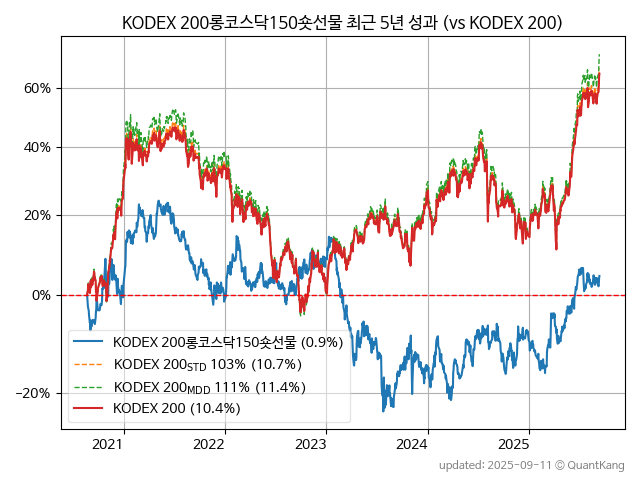 KODEX 200롱코스닥150숏선물 최근 5년 성과 (vs KODEX 200)
60%
40%
20%
0%
−20%
KODEX 200롱코스닥150숏선물 (0.9%)
KODEX 200STD 103% (10.7%)
KODEX 200MDD 111% (11.4%)
KODEX 200 (10.4%)
2021 2022 2023 2024 2025
updated: 2025-09-11 © QuantKang